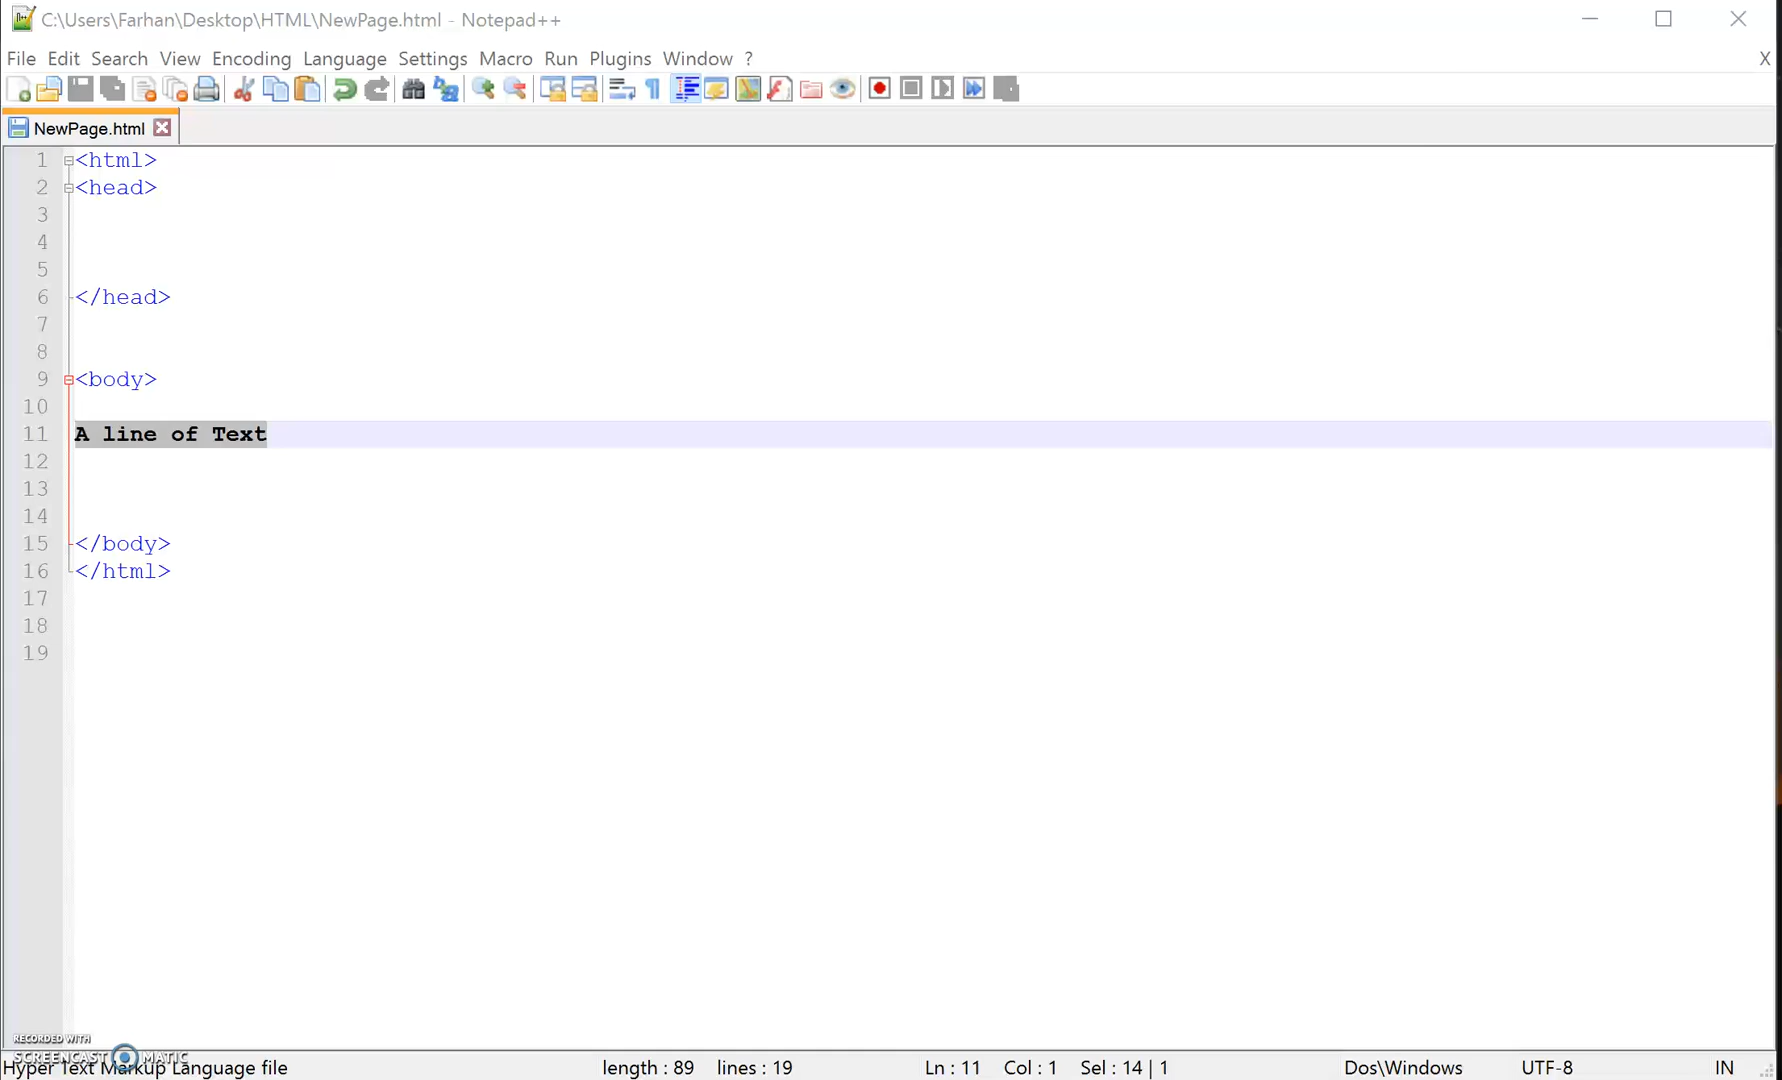 C:\Users\Farhan\Desktop\HTML\NewPage.html - Notepad++
File Edit Search View Encoding Language Settings Macro Run Plugins Window ? X
NewPage.html
1 <html>
2 <head>
3
4
5
6 </head>
7
8
9 <body>
10
11 A line of Text
12
13
14
15 </body>
16 </html>
17
18
19
RECORDED WITH
SCREENCAST MATIC
Hyper Text Markup Language file length : 89 lines : 19 Ln : 11 Col : 1 Sel : 14 | 1 Dos\Windows UTF-8 IN